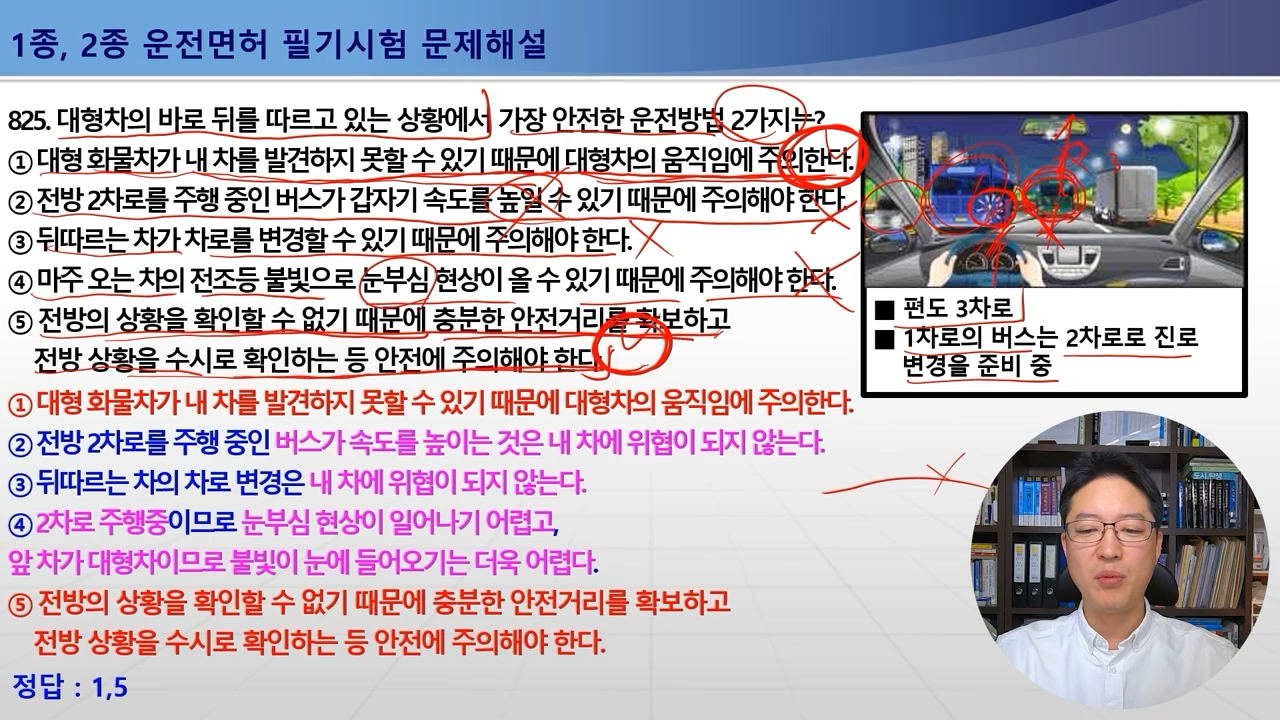 1종, 2종 운전면허 필기시험 문제해설
825. 대형차의 바로 뒤를 따르고 있는 상황에서 가장 안전한 운전방법 2가지는?
① 대형 화물차가 내 차를 발견하지 못할 수 있기 때문에 대형차의 움직임에 주의한다.
② 전방 2차로를 주행 중인 버스가 갑자기 속도를 높일 수 있기 때문에 주의해야 한다.
③ 뒤따르는 차가 차로를 변경할 수 있기 때문에 주의해야 한다.
④ 마주 오는 차의 전조등 불빛으로 눈부심 현상이 올 수 있기 때문에 주의해야 한다.
⑤ 전방의 상황을 확인할 수 없기 때문에 충분한 안전거리를 확보하고
전방 상황을 수시로 확인하는 등 안전에 주의해야 한다.
■ 편도 3차로
■ 1차로의 버스는 2차로로 진로
변경을 준비 중
① 대형 화물차가 내 차를 발견하지 못할 수 있기 때문에 대형차의 움직임에 주의한다.
② 전방 2차로를 주행 중인 버스가 속도를 높이는 것은 내 차에 위협이 되지 않는다.
③ 뒤따르는 차의 차로 변경은 내 차에 위협이 되지 않는다.
④ 2차로 주행중이므로 눈부심 현상이 일어나기 어렵고,
앞 차가 대형차이므로 불빛이 눈에 들어오기는 더욱 어렵다.
⑤ 전방의 상황을 확인할 수 없기 때문에 충분한 안전거리를 확보하고
전방 상황을 수시로 확인하는 등 안전에 주의해야 한다.
정답 : 1,5